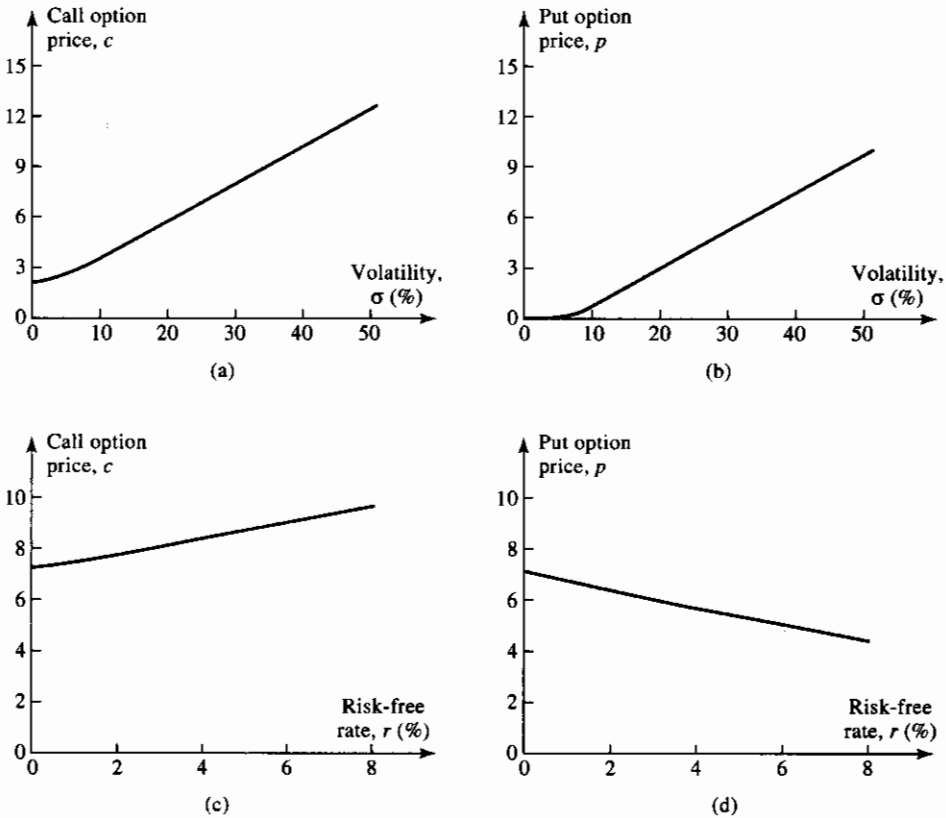 Call option
price, c
15
12
9
6
3
0
Volatility,
σ (%)
0 10 20 30 40 50
(a)
Put option
price, p
15
12
9
6
3
0
Volatility,
σ (%)
0 10 20 30 40 50
(b)
Call option
price, c
10
8
6
4
2
0
Risk-free
rate, r (%)
0 2 4 6 8
(c)
Put option
price, p
10
8
6
4
2
0
Risk-free
rate, r (%)
0 2 4 6 8
(d)